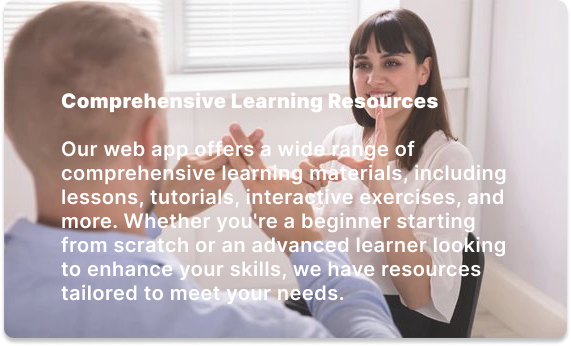 Comprehensive Learning Resources
Our web app offers a wide range of
comprehensive learning materials, including
lessons, tutorials, interactive exercises, and
more. Whether you're a beginner starting
from scratch or an advanced learner looking
to enhance your skills, we have resources
tailored to meet your needs.